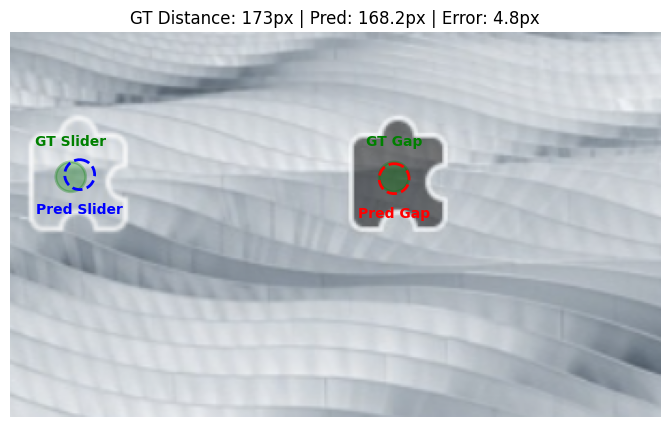 GT Distance: 173px | Pred: 168.2px | Error: 4.8px
GT Slider
GT Gap
Pred Slider
Pred Gap